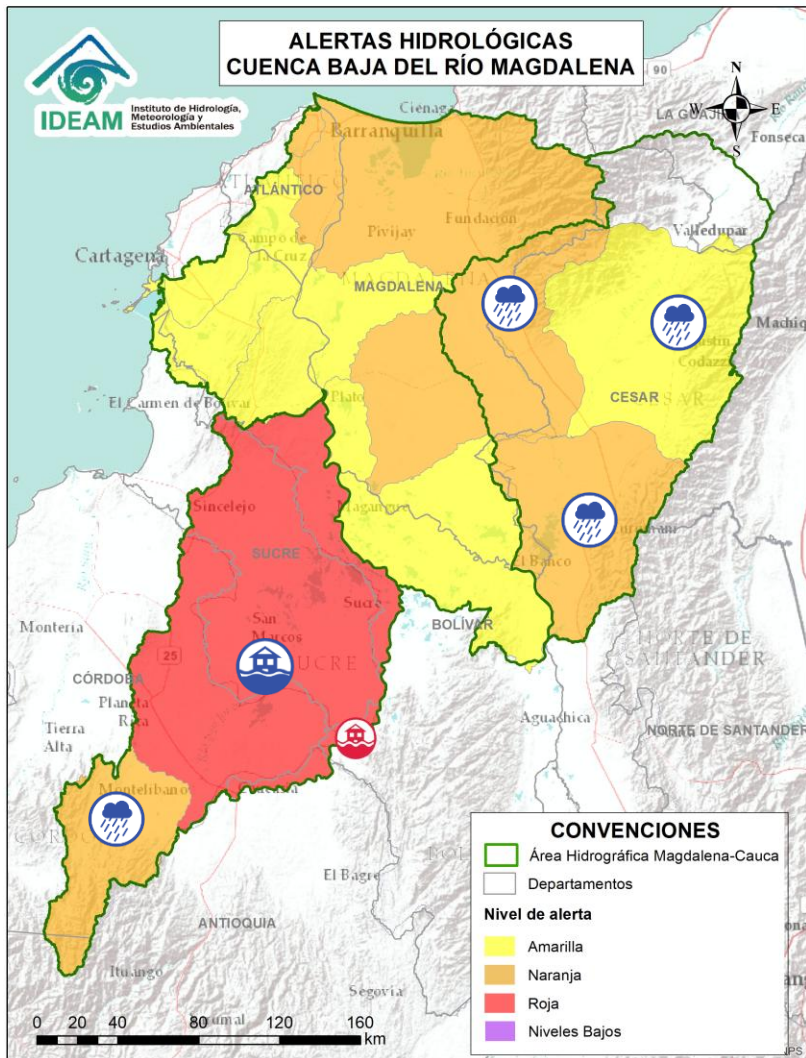 ALERTAS HIDROLÓGICAS
CUENCA BAJA DEL RÍO MAGDALENA
IDEAM
Instituto de Hidrología,
Meteorología y
Estudios Ambientales
N
W
E
S
90
Ciénaga
LA GUAJIRA
Barranquilla
Fonseca
ATLÁNTICO
Fundación
Pivijay
Valledupar
Cartagena
Campo de
la Cruz
MAGDALENA
Codazzi
El Carmen de Bolívar
Plato
CESAR
Sincelejo
Magangué
SUCRE
El Banco
Sucre
San
Marcos
BOLÍVAR
Montería
NORTE DE
SANTANDER
25
SUCRE
CÓRDOBA
Planeta
Rica
Aguachica
Tierra
Alta
NORTE DE SANTANDER
Montelíbano
El Bagre
ANTIOQUIA
Ituango
Segovia
CONVENCIONES
Área Hidrográfica Magdalena-Cauca
Departamentos
Nivel de alerta
Amarilla
Naranja
Roja
Niveles Bajos
0 20 40 80 120 160
km